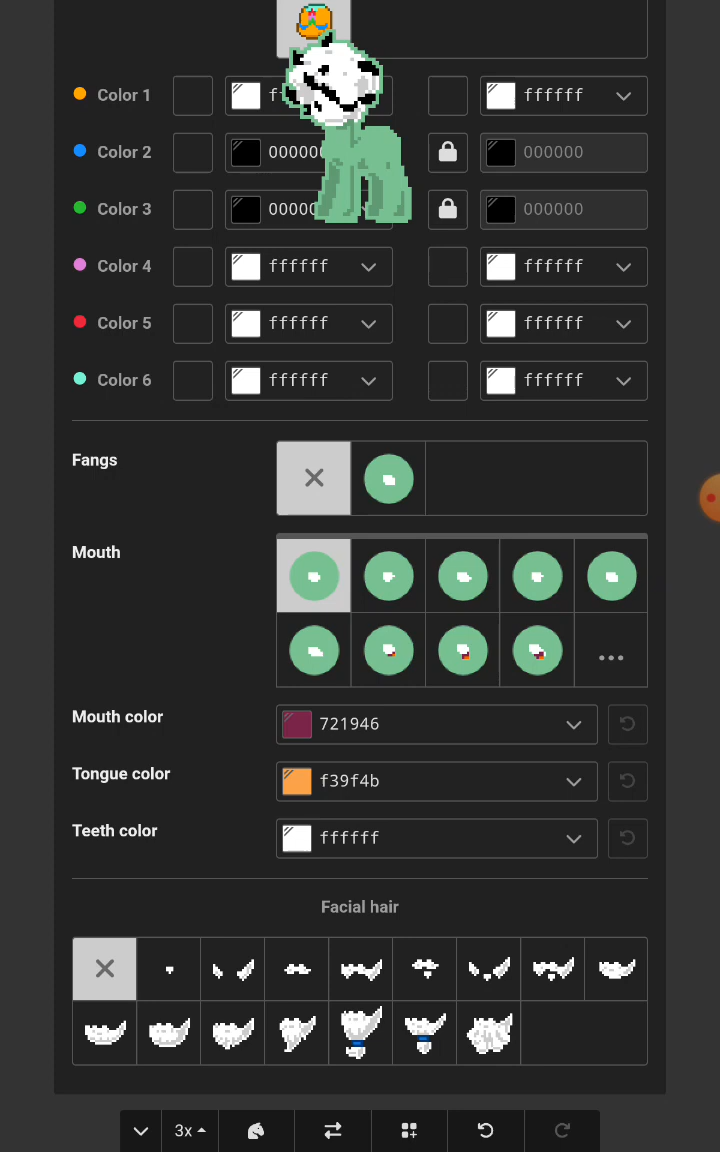 Color 1 ffffff
Color 2 000000 000000
Color 3 000000
Color 4 ffffff ffffff
Color 5 ffffff ffffff
Color 6 ffffff ffffff
Fangs
Mouth
Mouth color 721946
Tongue color f39f4b
Teeth color ffffff
Facial hair
3x